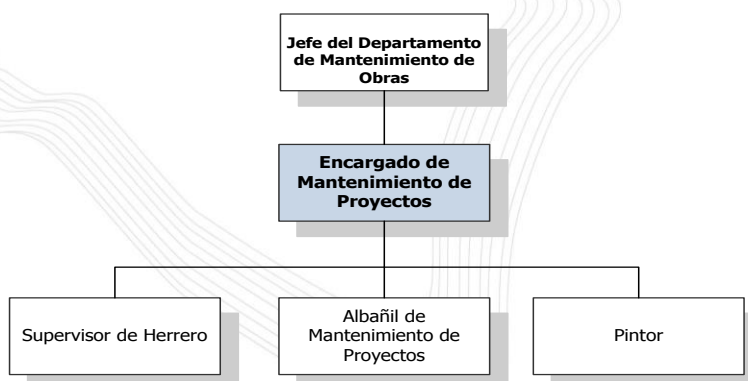 Jefe del Departamento
de Mantenimiento de
Obras
Encargado de
Mantenimiento de
Proyectos
Supervisor de Herrero
Albañil de
Mantenimiento de
Proyectos
Pintor